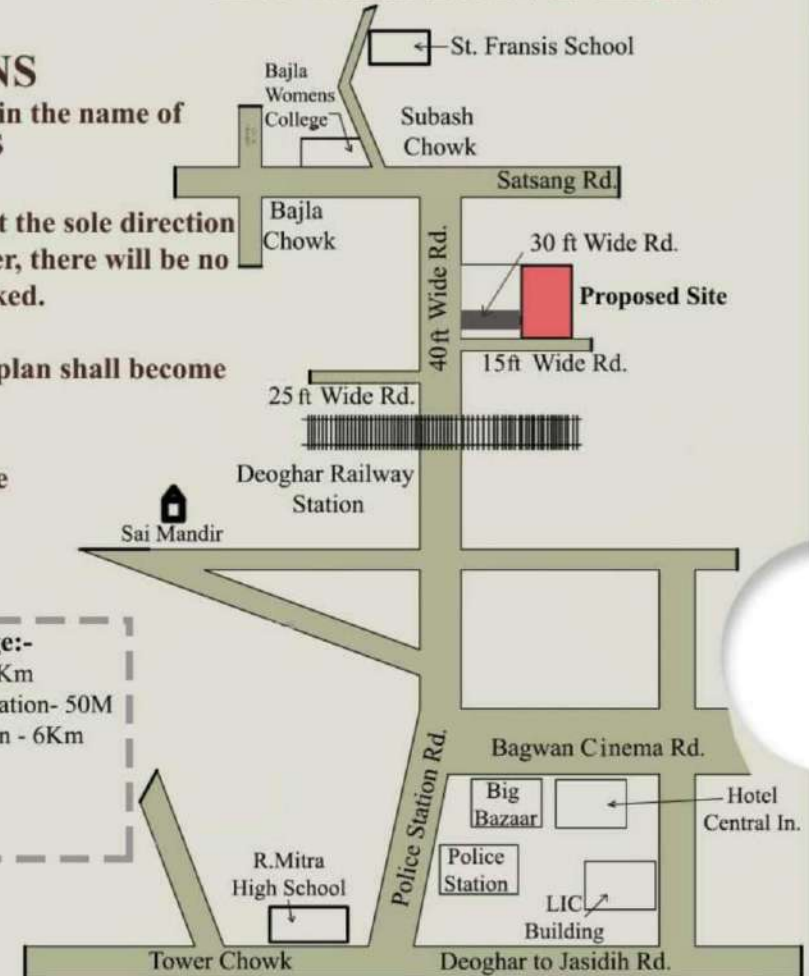 NS
in the name of
t the sole direction
er, there will be no
ked.
plan shall become
e
e:-
Km
ation- 50M
n - 6Km
St. Fransis School
Bajla
Womens
College
Subash
Chowk
Satsang Rd.
Bajla
Chowk
40ft Wide Rd.
30 ft Wide Rd.
Proposed Site
15ft Wide Rd.
25 ft Wide Rd.
Deoghar Railway
Station
Sai Mandir
Bagwan Cinema Rd.
Police Station Rd.
Big
Bazaar
Hotel
Central In.
Police
Station
R.Mitra
High School
LIC
Building
Tower Chowk
Deoghar to Jasidih Rd.